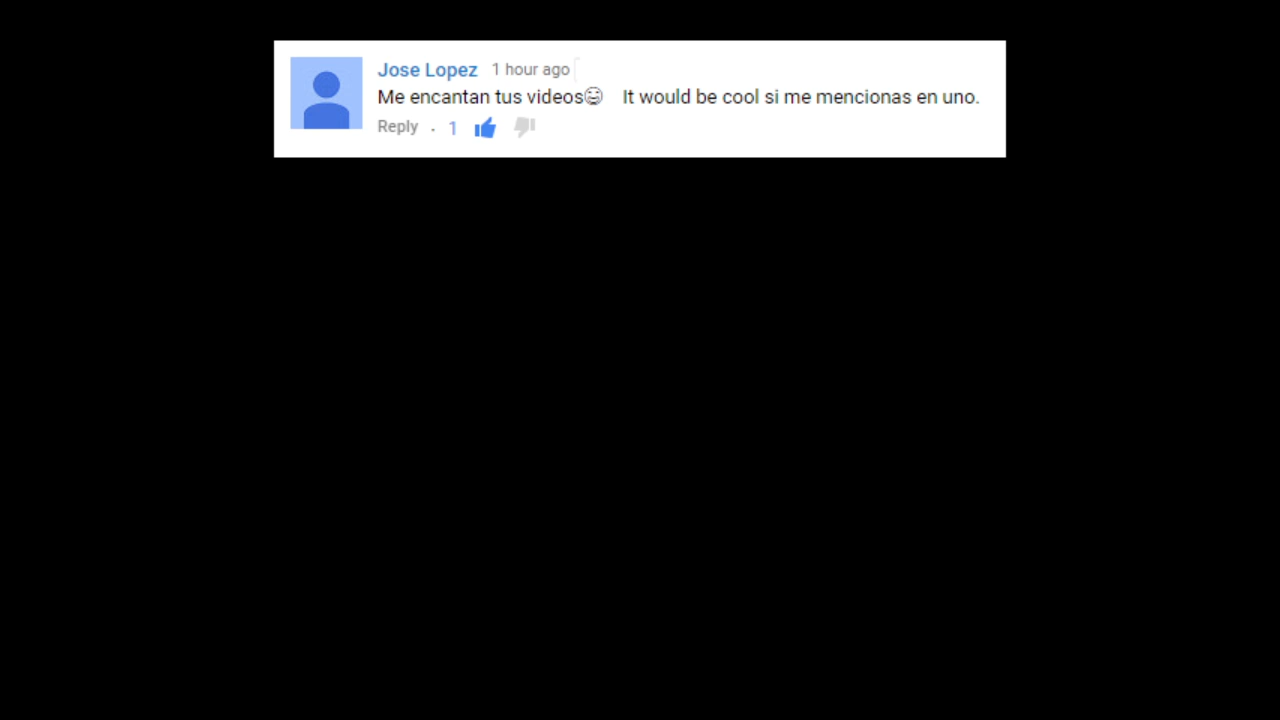 Jose Lopez 1 hour ago
Me encantan tus videos😄 It would be cool si me mencionas en uno.
Reply . 1